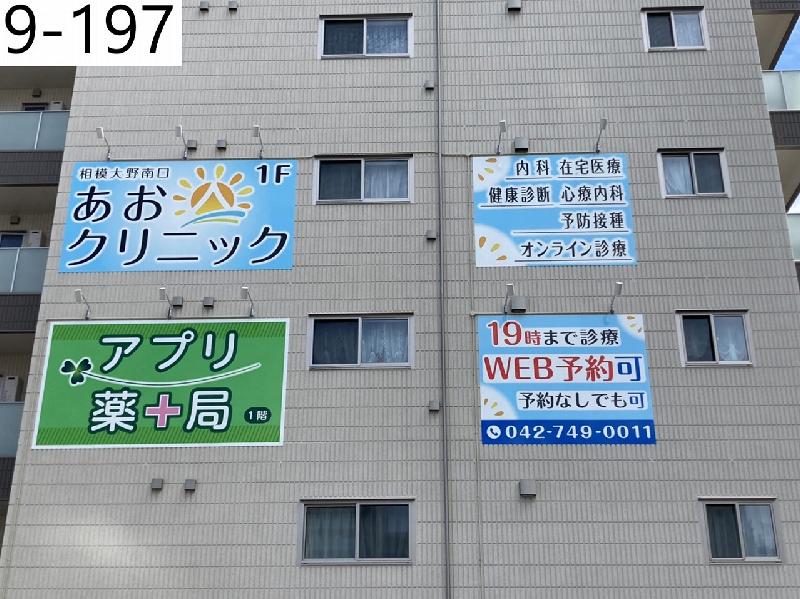 9-197
相模大野南口 1F
あお
クリニック
内科 在宅医療
健康診断 心療内科
予防接種
オンライン診療
アプリ
薬+局 1階
19時まで診療
WEB予約可
予約なしでも可
042-749-0011